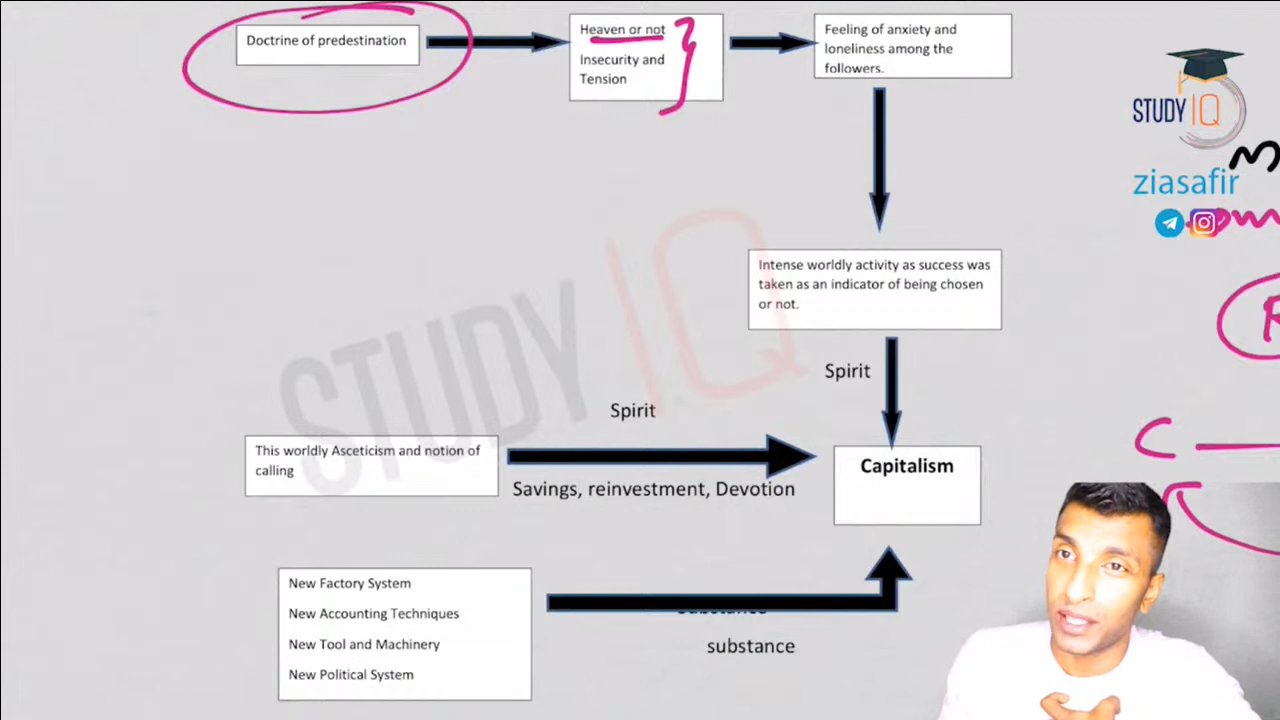 Doctrine of predestination
Heaven or not
Insecurity and
Tension
Feeling of anxiety and
loneliness among the
followers.
STUDY IQ
ziasafir
Intense worldly activity as success was
taken as an indicator of being chosen
or not.
Spirit
STUDY IQ
Spirit
This worldly Asceticism and notion of
calling
Savings, reinvestment, Devotion
Capitalism
C
New Factory System
New Accounting Techniques
New Tool and Machinery
New Political System
substance